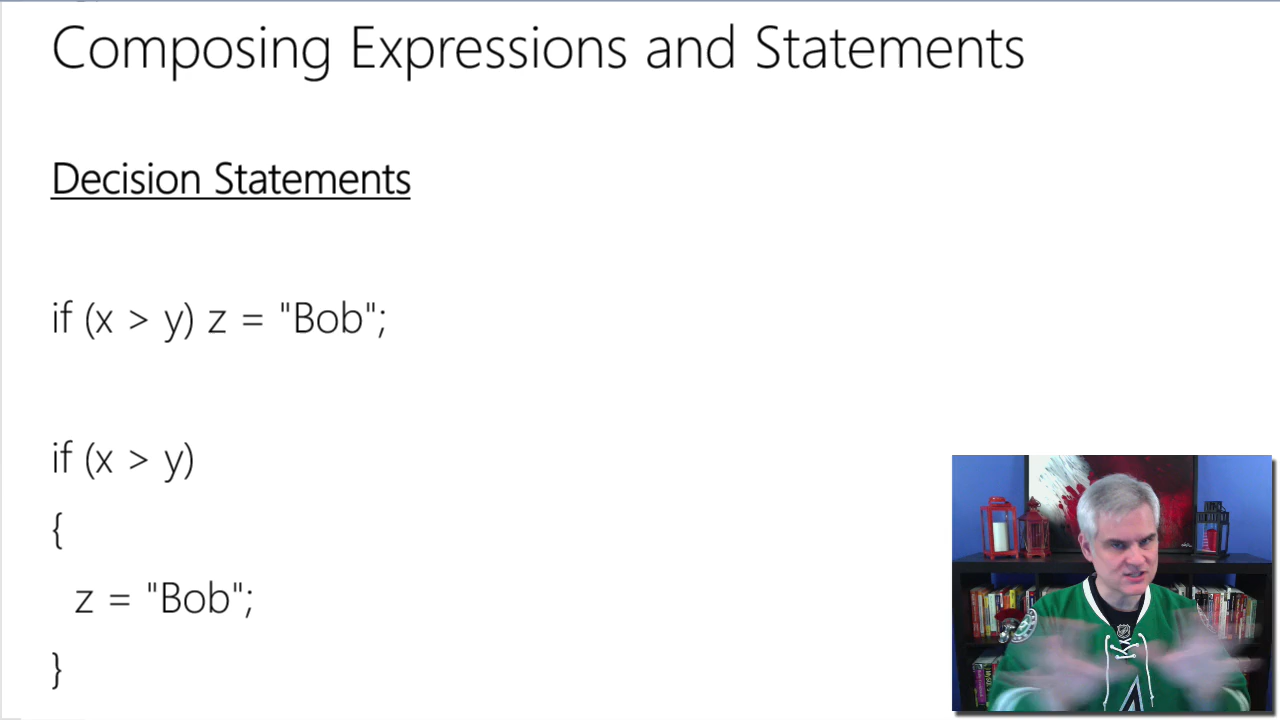 Composing Expressions and Statements
Decision Statements
if (x > y) z = "Bob";
if (x > y)
{
z = "Bob";
}